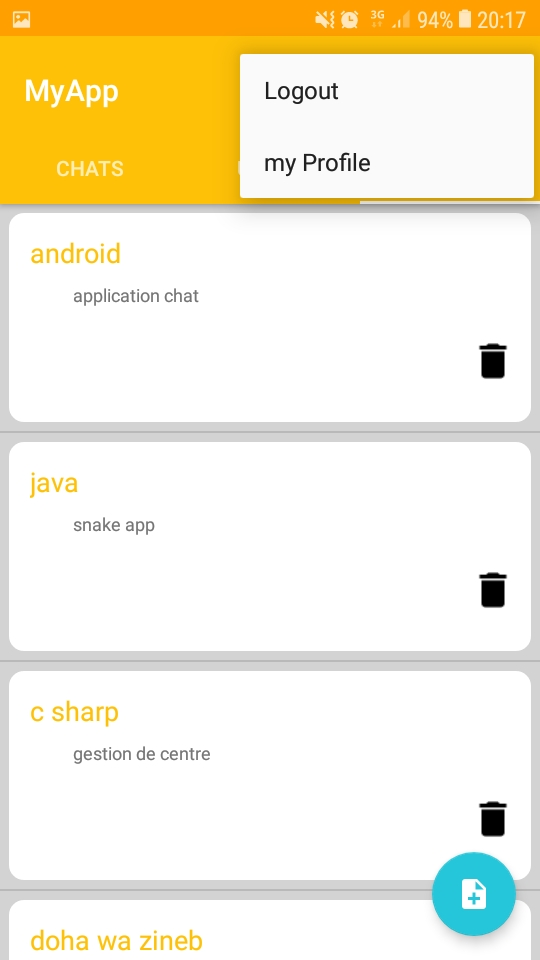 3G 94% 20:17
MyApp
Logout
my Profile
CHATS
android
application chat
java
snake app
c sharp
gestion de centre
doha wa zineb